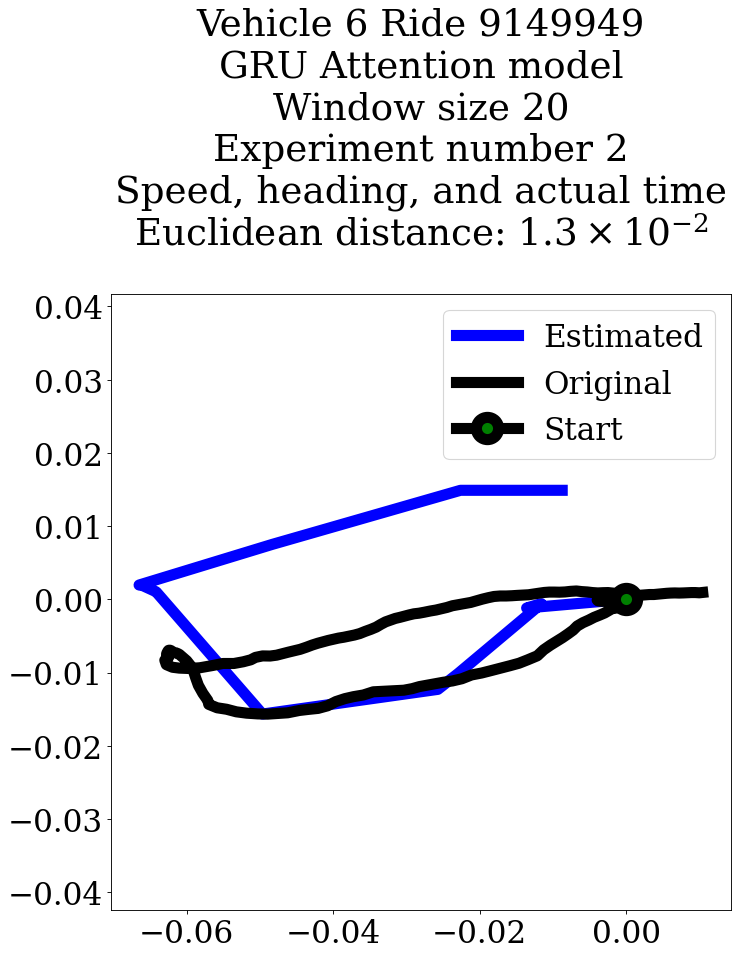 Vehicle 6 Ride 9149949
GRU Attention model
Window size 20
Experiment number 2
Speed, heading, and actual time
Euclidean distance: 1.3 × 10⁻²
Estimated
Original
Start
0.04
0.03
0.02
0.01
0.00
−0.01
−0.02
−0.03
−0.04
−0.06
−0.04
−0.02
0.00